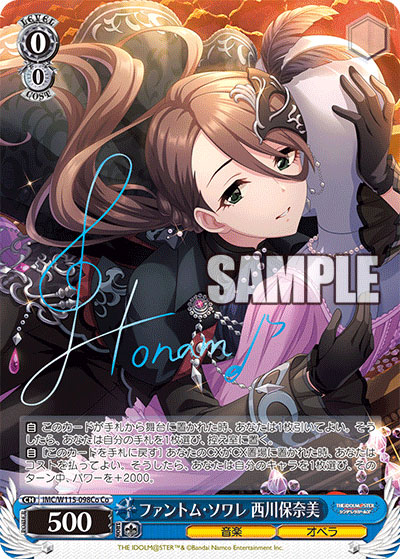 LEVEL
0
0
COST
Honami
SAMPLE
自 このカードが手札から舞台に置かれた時、あなたは1枚引いてよい。そうしたら、あなたは自分の手札を1枚選び、控え室に置く。
自 [このカードを手札に戻す] あなたのCXがCX置場に置かれた時、あなたはコストを払ってよい。そうしたら、あなたは自分のキャラを1枚選び、そのターン中、パワーを+2000。
CH
IMC/W115-098Co Co
500
ファントム・ソワレ 西川保奈美
音楽
オペラ
THE IDOLM@STER™& ©Bandai Namco Entertainment Inc.